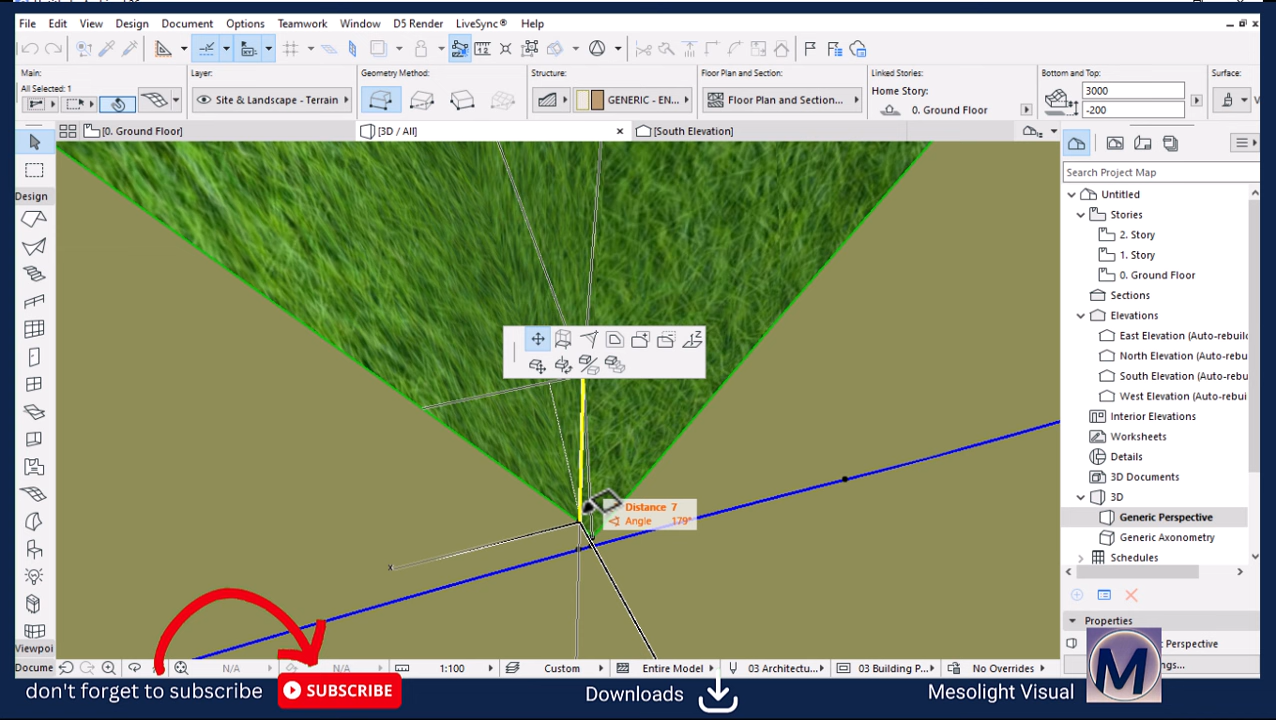 File Edit View Design Document Options Teamwork Window D5 Render LiveSync® Help
Main:
All Selected: 1
Layer:
Site & Landscape - Terrain
Geometry Method:
Structure:
GENERIC - EN...
Floor Plan and Section:
Floor Plan and Section...
Linked Stories:
Home Story:
0. Ground Floor
Bottom and Top:
3000
-200
Surface:
[0. Ground Floor]
[3D / All]
[South Elevation]
Search Project Map
Design
Untitled
Stories
2. Story
1. Story
0. Ground Floor
Sections
Elevations
East Elevation (Auto-rebuil
North Elevation (Auto-rebu
South Elevation (Auto-rebu
West Elevation (Auto-rebui
Interior Elevations
Worksheets
Details
3D Documents
3D
Generic Perspective
Generic Axonometry
Schedules
Distance 7
Angle 179°
Properties
t Perspective
ngs...
Viewpoi
Docume
N/A
N/A
1:100
Custom
Entire Model
03 Architectu...
03 Building P...
No Overrides
don't forget to subscribe
SUBSCRIBE
Downloads
Mesolight Visual
M